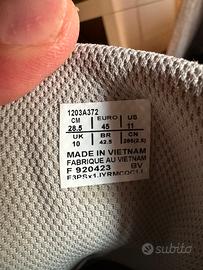 1203A372
CM EURO US
28.5 45 11
UK BR CN
10 42.5 285(2.5)
MADE IN VIETNAM
FABRIQUE AU VIETNAM
F 920423 BV
subito